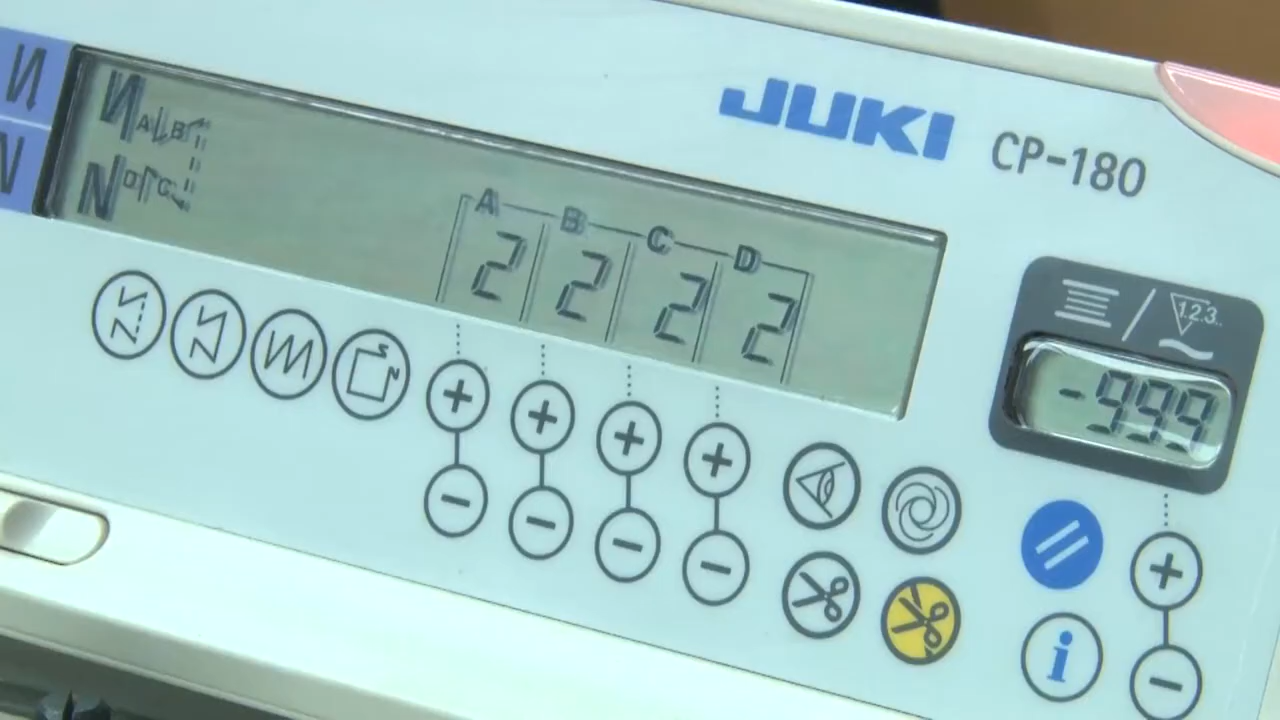 JUKI CP-180
A B
D C
A B C D
2 2 2 2
1.2.3..
-999
i